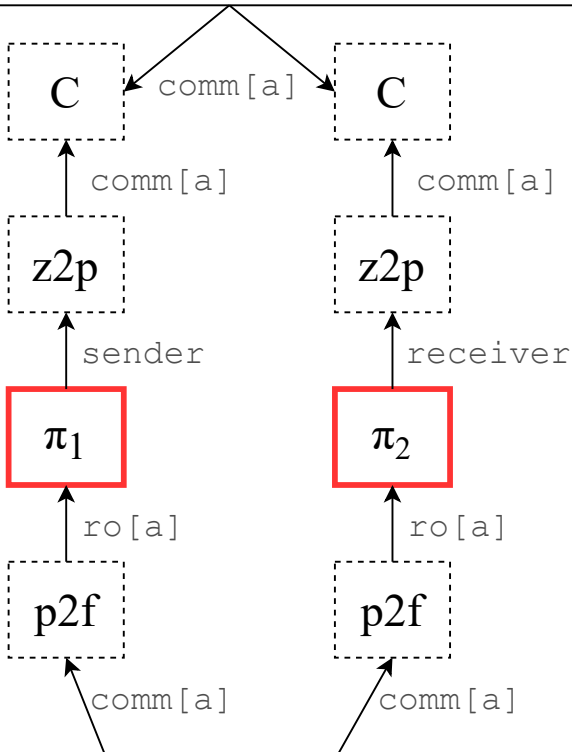 C comm[a] C
comm[a] comm[a]
z2p z2p
sender receiver
π1 π2
ro[a] ro[a]
p2f p2f
comm[a] comm[a]